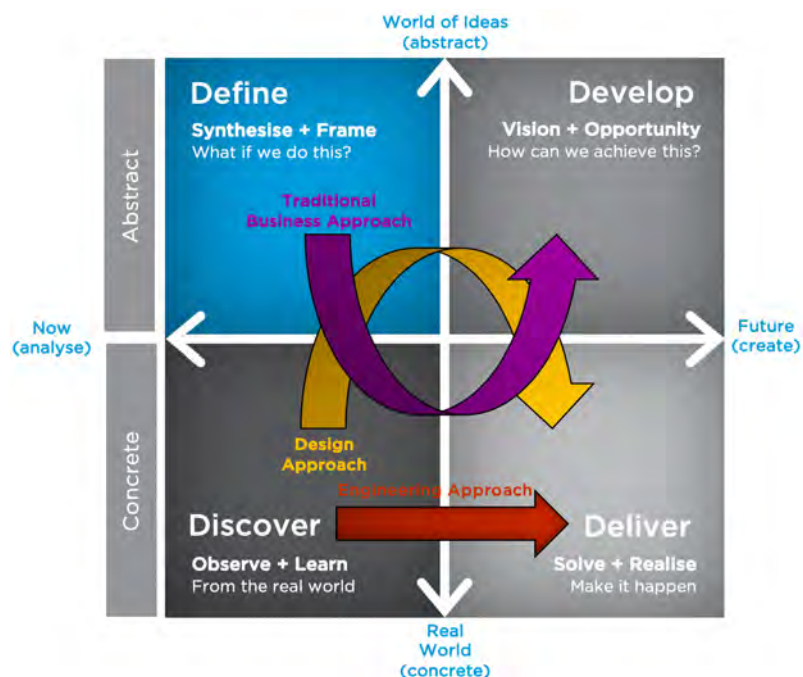 World of Ideas
(abstract)
Define
Synthesise + Frame
What if we do this?
Develop
Vision + Opportunity
How can we achieve this?
Abstract
Traditional
Business Approach
Now
(analyse)
Future
(create)
Concrete
Design
Approach
Engineering Approach
Discover
Observe + Learn
From the real world
Deliver
Solve + Realise
Make it happen
Real
World
(concrete)